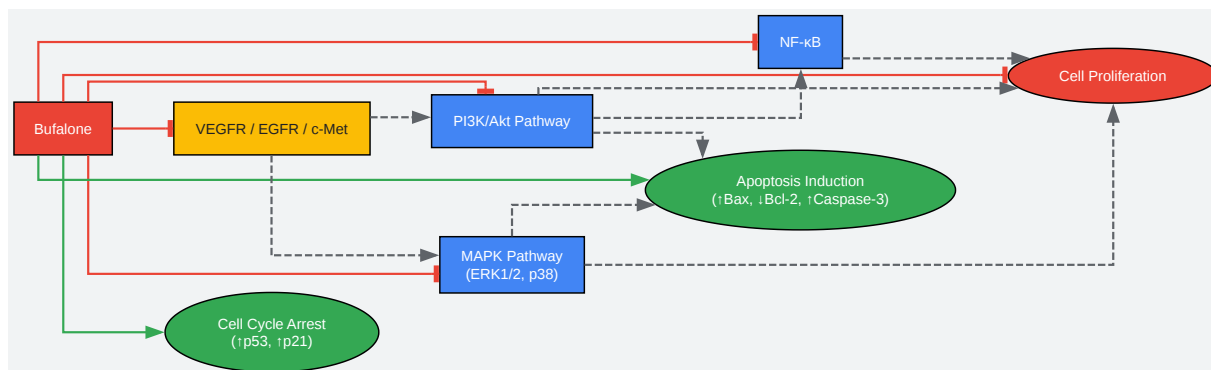 NF-κB
Cell Proliferation
Bufalone
VEGFR / EGFR / c-Met
PI3K/Akt Pathway
Apoptosis Induction
(↑Bax, ↓Bcl-2, ↑Caspase-3)
MAPK Pathway
(ERK1/2, p38)
Cell Cycle Arrest
(↑p53, ↑p21)